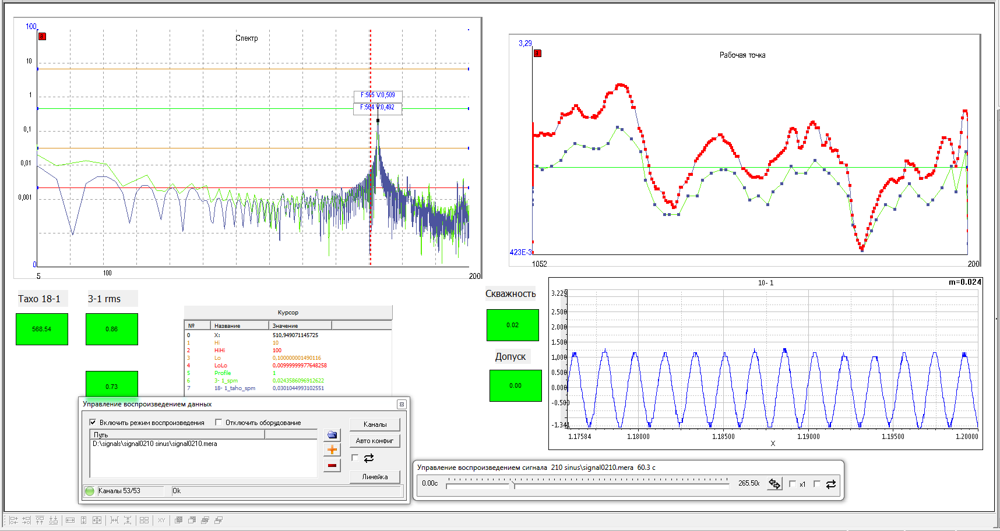 100
Спектр
10
1
0,1
0,01
0,001
0
5
100
200
F:565 V:0,509
F:564 V:0,492
3,29
Рабочая точка
423E-3
1052
200
Тахо 18-1
3-1 rms
568.54
0.86
0.73
Курсор
№ Название Значение
0 X: 510,949071145725
1 Hi 10
2 HiHi 100
3 Lo 0,100000001490116
4 LoLo 0,00999999977648258
5 Profile 1
6 3- 1_spm 0,0243586096912622
7 18- 1_taho_spm 0,0301044993102551
Скважность
0.02
Допуск
0.00
10- 1
m=0.024
3.229
2.500
2.000
1.500
1.000
0.500
0.000
-0.500
-1.341
1.17584 1.18000 1.18500 1.19000 1.19500 1.20000
X
Управление воспроизведением данных
Включить режим воспроизведения
Отключить оборудование
Каналы
Путь
D:\signals\signal0210 sinus\signal0210.mera
Авто конфиг
Линейка
Каналы 53/53
Ok
Управление воспроизведением сигнала 210 sinus\signal0210.mera 60.3 с
0.00с
265.50с
x1
XY